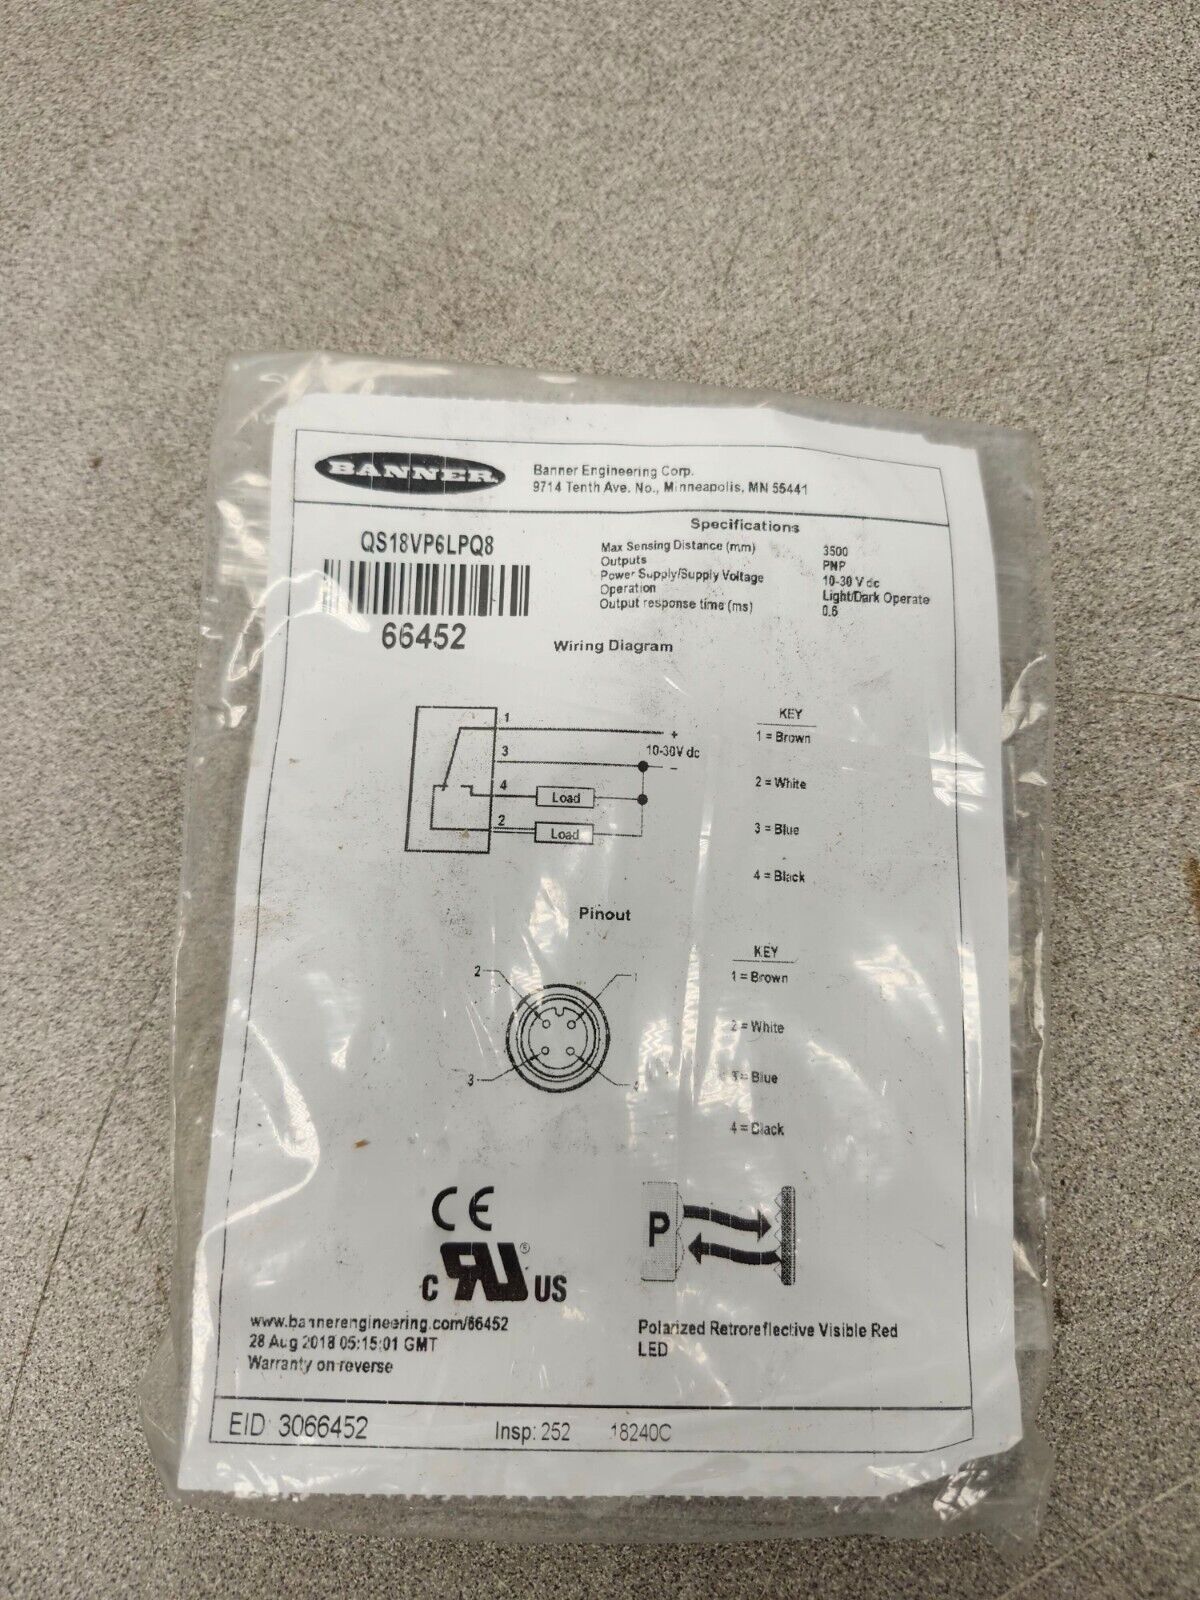 BANNER
Banner Engineering Corp.
9714 Tenth Ave. No., Minneapolis, MN 55441
QS18VP6LPQ8
66452
Specifications
Max Sensing Distance (mm) 3500
Outputs PNP
Power Supply/Supply Voltage 10-30 V dc
Operation Light/Dark Operate
Output response time (ms) 0.6
Wiring Diagram
1
+
3
10-30V dc
−
4
Load
2
Load
KEY
1 = Brown
2 = White
3 = Blue
4 = Black
Pinout
2
1
3
4
KEY
1 = Brown
2 = White
3 = Blue
4 = Black
CE
C RU ® US
P
www.bannerengineering.com/66452
28 Aug 2018 05:15:01 GMT
Warranty on reverse
Polarized Retroreflective Visible Red
LED
EID: 3066452 Insp: 252 18240C